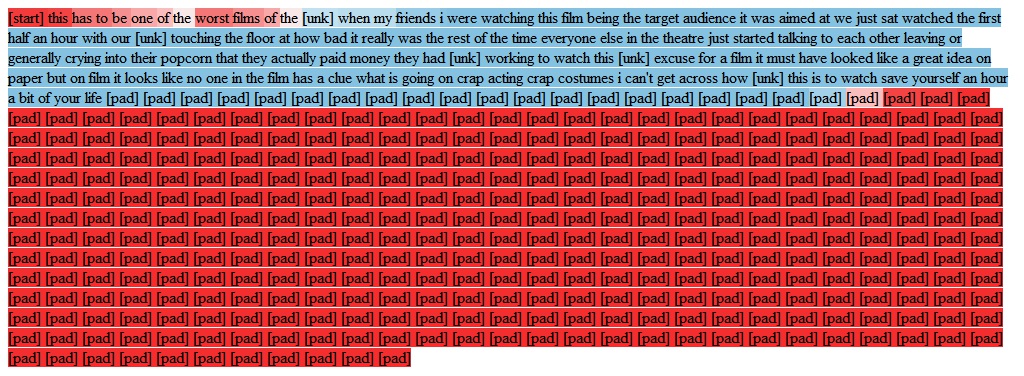 [start] this has to be one of the worst films of the [unk] when my friends i were watching this film being the target audience it was aimed at we just sat watched the first
half an hour with our [unk] touching the floor at how bad it really was the rest of the time everyone else in the theatre just started talking to each other leaving or
generally crying into their popcorn that they actually paid money they had [unk] working to watch this [unk] excuse for a film it must have looked like a great idea on
paper but on film it looks like no one in the film has a clue what is going on crap acting crap costumes i can't get across how [unk] this is to watch save yourself an hour
a bit of your life [pad] [pad] [pad] [pad] [pad] [pad] [pad] [pad] [pad] [pad] [pad] [pad] [pad] [pad] [pad] [pad] [pad] [pad] [pad] [pad] [pad] [pad] [pad] [pad]
[pad] [pad] [pad] [pad] [pad] [pad] [pad] [pad] [pad] [pad] [pad] [pad] [pad] [pad] [pad] [pad] [pad] [pad] [pad] [pad] [pad] [pad] [pad] [pad] [pad] [pad] [pad]
[pad] [pad] [pad] [pad] [pad] [pad] [pad] [pad] [pad] [pad] [pad] [pad] [pad] [pad] [pad] [pad] [pad] [pad] [pad] [pad] [pad] [pad] [pad] [pad] [pad] [pad] [pad]
[pad] [pad] [pad] [pad] [pad] [pad] [pad] [pad] [pad] [pad] [pad] [pad] [pad] [pad] [pad] [pad] [pad] [pad] [pad] [pad] [pad] [pad] [pad] [pad] [pad] [pad] [pad]
[pad] [pad] [pad] [pad] [pad] [pad] [pad] [pad] [pad] [pad] [pad] [pad] [pad] [pad] [pad] [pad] [pad] [pad] [pad] [pad] [pad] [pad] [pad] [pad] [pad] [pad] [pad]
[pad] [pad] [pad] [pad] [pad] [pad] [pad] [pad] [pad] [pad] [pad] [pad] [pad] [pad] [pad] [pad] [pad] [pad] [pad] [pad] [pad] [pad] [pad] [pad] [pad] [pad] [pad]
[pad] [pad] [pad] [pad] [pad] [pad] [pad] [pad] [pad] [pad] [pad] [pad] [pad] [pad] [pad] [pad] [pad] [pad] [pad] [pad] [pad] [pad] [pad] [pad] [pad] [pad] [pad]
[pad] [pad] [pad] [pad] [pad] [pad] [pad] [pad] [pad] [pad] [pad] [pad] [pad] [pad] [pad] [pad] [pad] [pad] [pad] [pad] [pad] [pad] [pad] [pad] [pad] [pad] [pad]
[pad] [pad] [pad] [pad] [pad] [pad] [pad] [pad] [pad] [pad] [pad] [pad] [pad] [pad] [pad] [pad] [pad] [pad] [pad] [pad] [pad] [pad] [pad] [pad] [pad] [pad] [pad]
[pad] [pad] [pad] [pad] [pad] [pad] [pad] [pad] [pad] [pad] [pad] [pad] [pad] [pad] [pad] [pad] [pad] [pad] [pad] [pad] [pad] [pad] [pad] [pad] [pad] [pad] [pad]
[pad] [pad] [pad] [pad] [pad] [pad] [pad] [pad] [pad] [pad] [pad] [pad] [pad] [pad] [pad] [pad] [pad] [pad] [pad] [pad] [pad] [pad] [pad] [pad] [pad] [pad] [pad]
[pad] [pad] [pad] [pad] [pad] [pad] [pad] [pad] [pad] [pad] [pad] [pad] [pad] [pad] [pad] [pad] [pad] [pad] [pad] [pad] [pad] [pad] [pad] [pad] [pad] [pad] [pad]
[pad] [pad] [pad] [pad] [pad] [pad] [pad] [pad] [pad] [pad] [pad] [pad] [pad] [pad] [pad] [pad] [pad] [pad] [pad] [pad] [pad] [pad] [pad] [pad] [pad] [pad] [pad]
[pad] [pad] [pad] [pad] [pad] [pad] [pad] [pad] [pad] [pad] [pad]